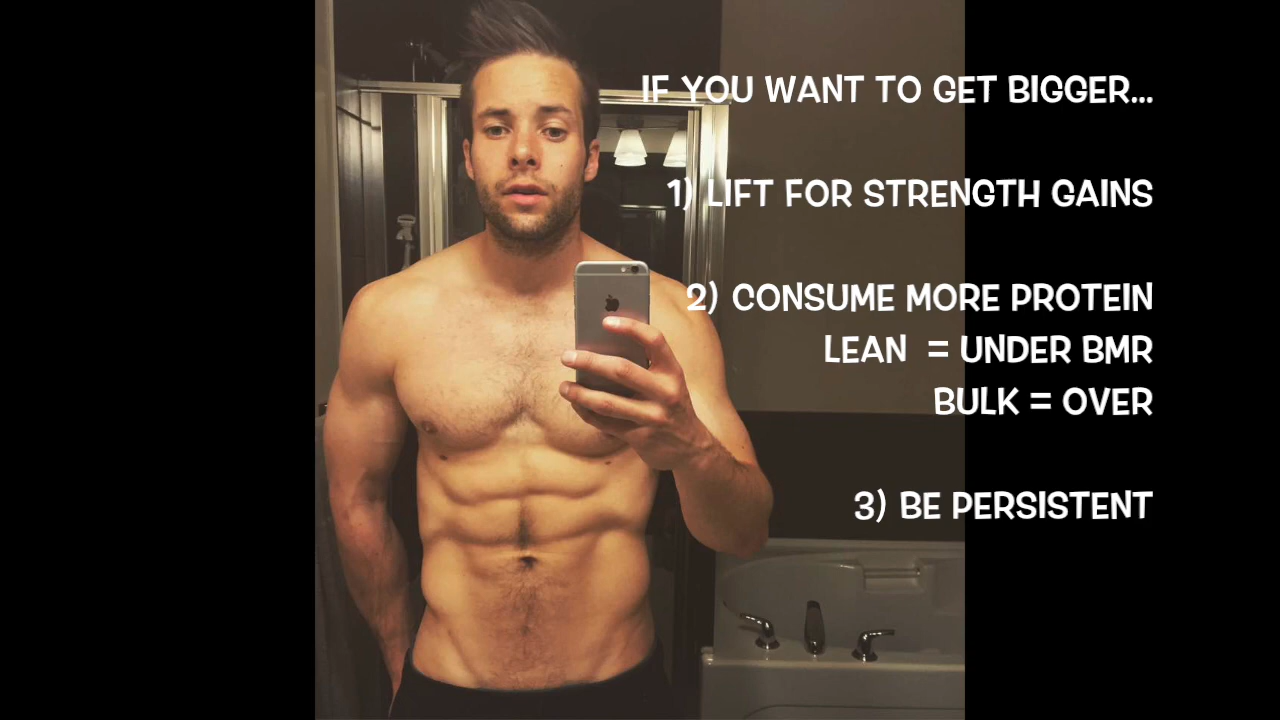 IF YOU WANT TO GET BIGGER...
1) LIFT FOR STRENGTH GAINS
2) CONSUME MORE PROTEIN
LEAN = UNDER BMR
BULK = OVER
3) BE PERSISTENT